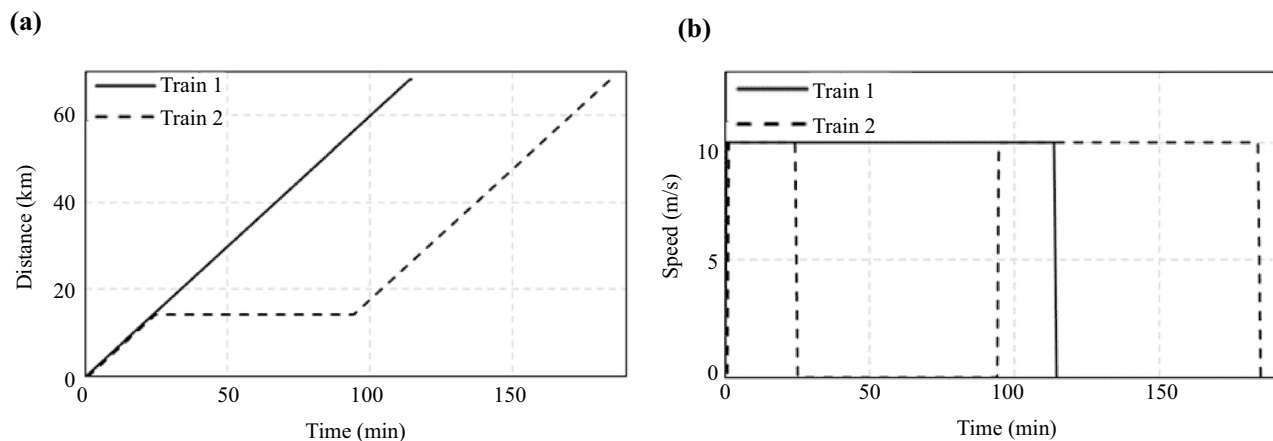 (a)
Train 1
Train 2
60
40
20
0
0 50 100 150
Distance (km)
Time (min)
(b)
Train 1
Train 2
10
5
0
0 50 100 150
Speed (m/s)
Time (min)